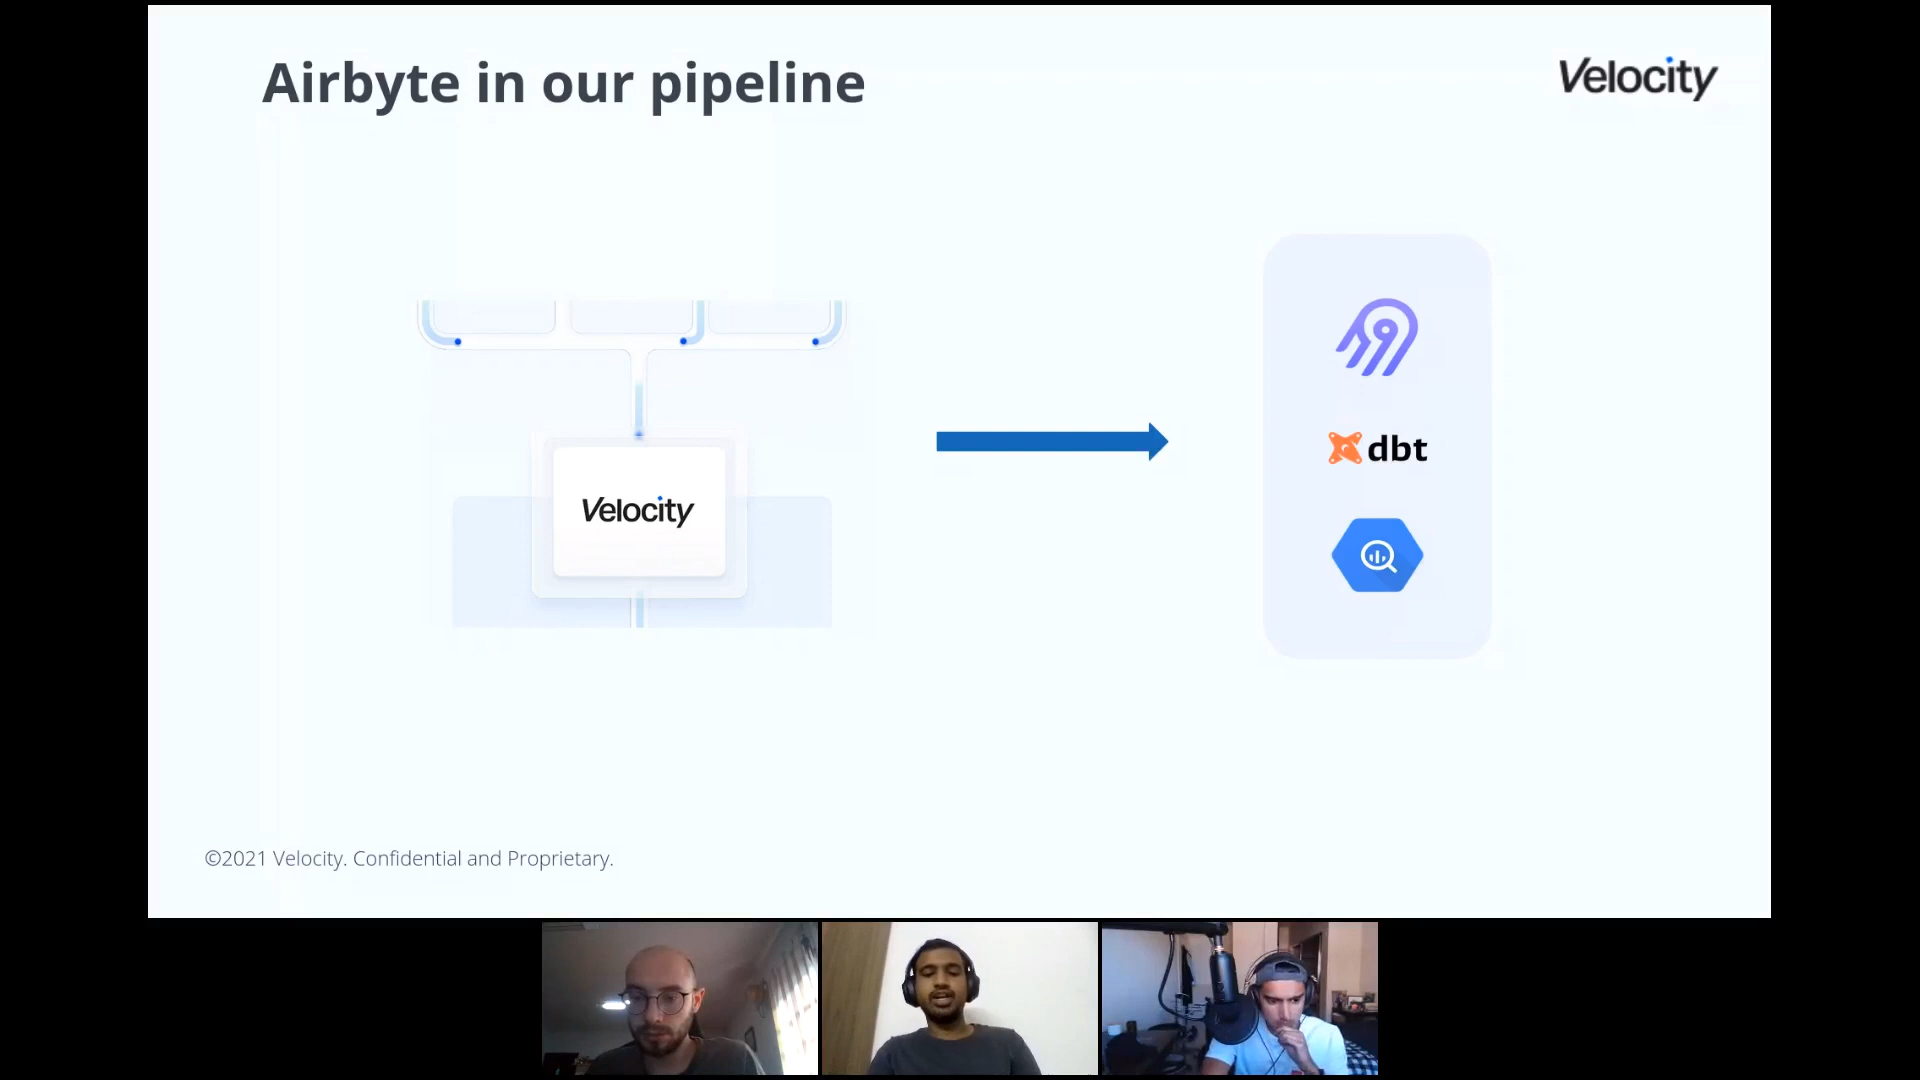 Airbyte in our pipeline
Velocity
Velocity
dbt
©2021 Velocity. Confidential and Proprietary.